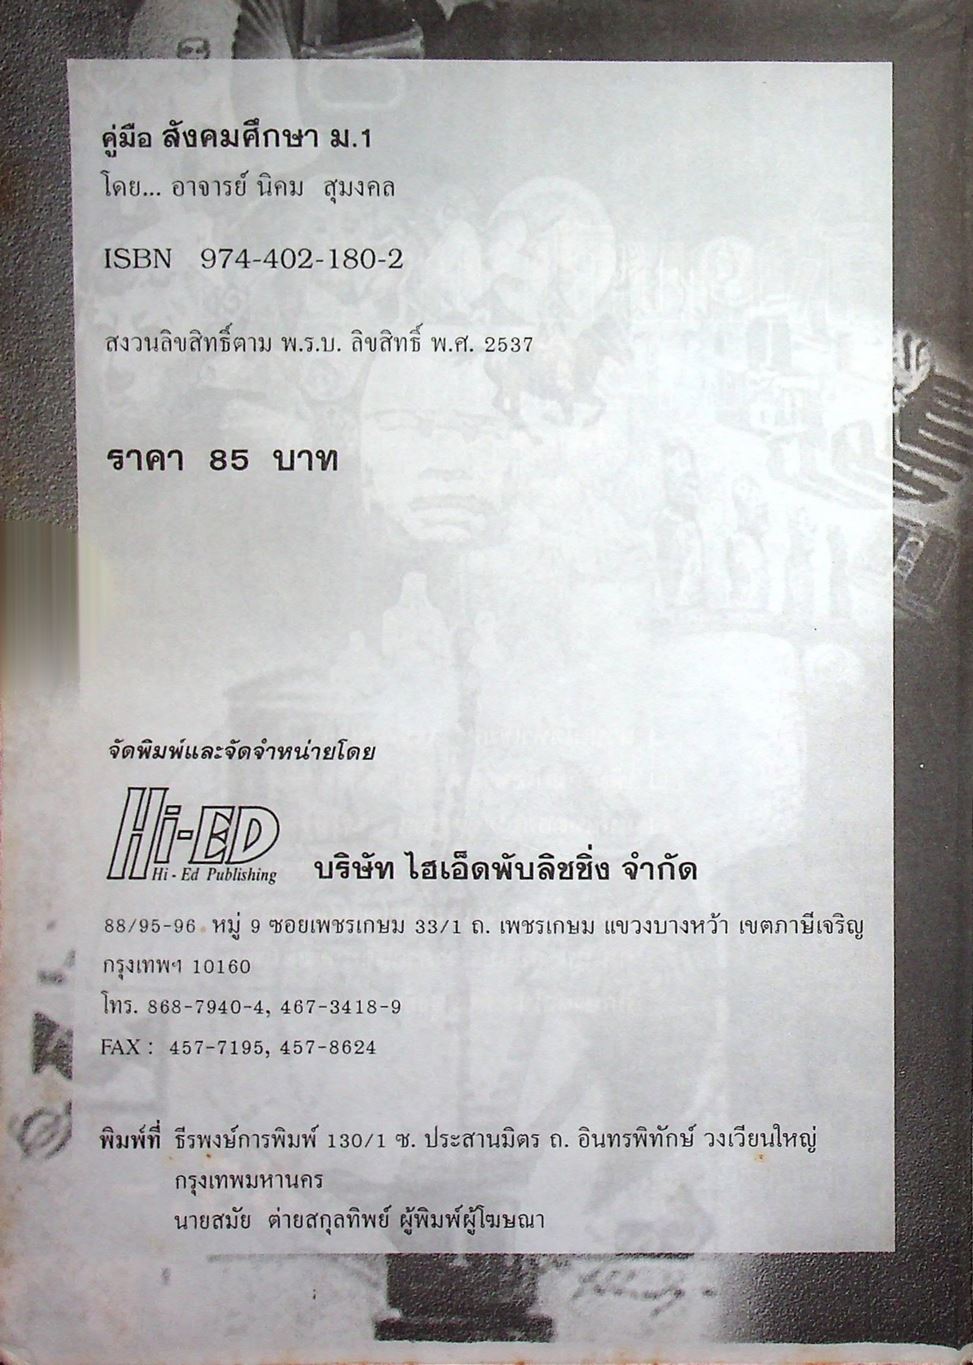 คู่มือ สังคมศึกษา ม.1
โดย... อาจารย์ นิคม สุมงคล
ISBN 974-402-180-2
สงวนลิขสิทธิ์ตาม พ.ร.บ. ลิขสิทธิ์ พ.ศ. 2537
ราคา 85 บาท
จัดพิมพ์และจัดจำหน่ายโดย
Hi-ED
Hi - Ed Publishing
บริษัท ไฮเอ็ดพับลิชชิ่ง จำกัด
88/95-96 หมู่ 9 ซอยเพชรเกษม 33/1 ถ. เพชรเกษม แขวงบางหว้า เขตภาษีเจริญ
กรุงเทพฯ 10160
โทร. 868-7940-4, 467-3418-9
FAX : 457-7195, 457-8624
พิมพ์ที่ ธีรพงษ์การพิมพ์ 130/1 ซ. ประสานมิตร ถ. อินทรพิทักษ์ วงเวียนใหญ่
กรุงเทพมหานคร
นายสมัย ต่ายสกุลทิพย์ ผู้พิมพ์ผู้โฆษณา